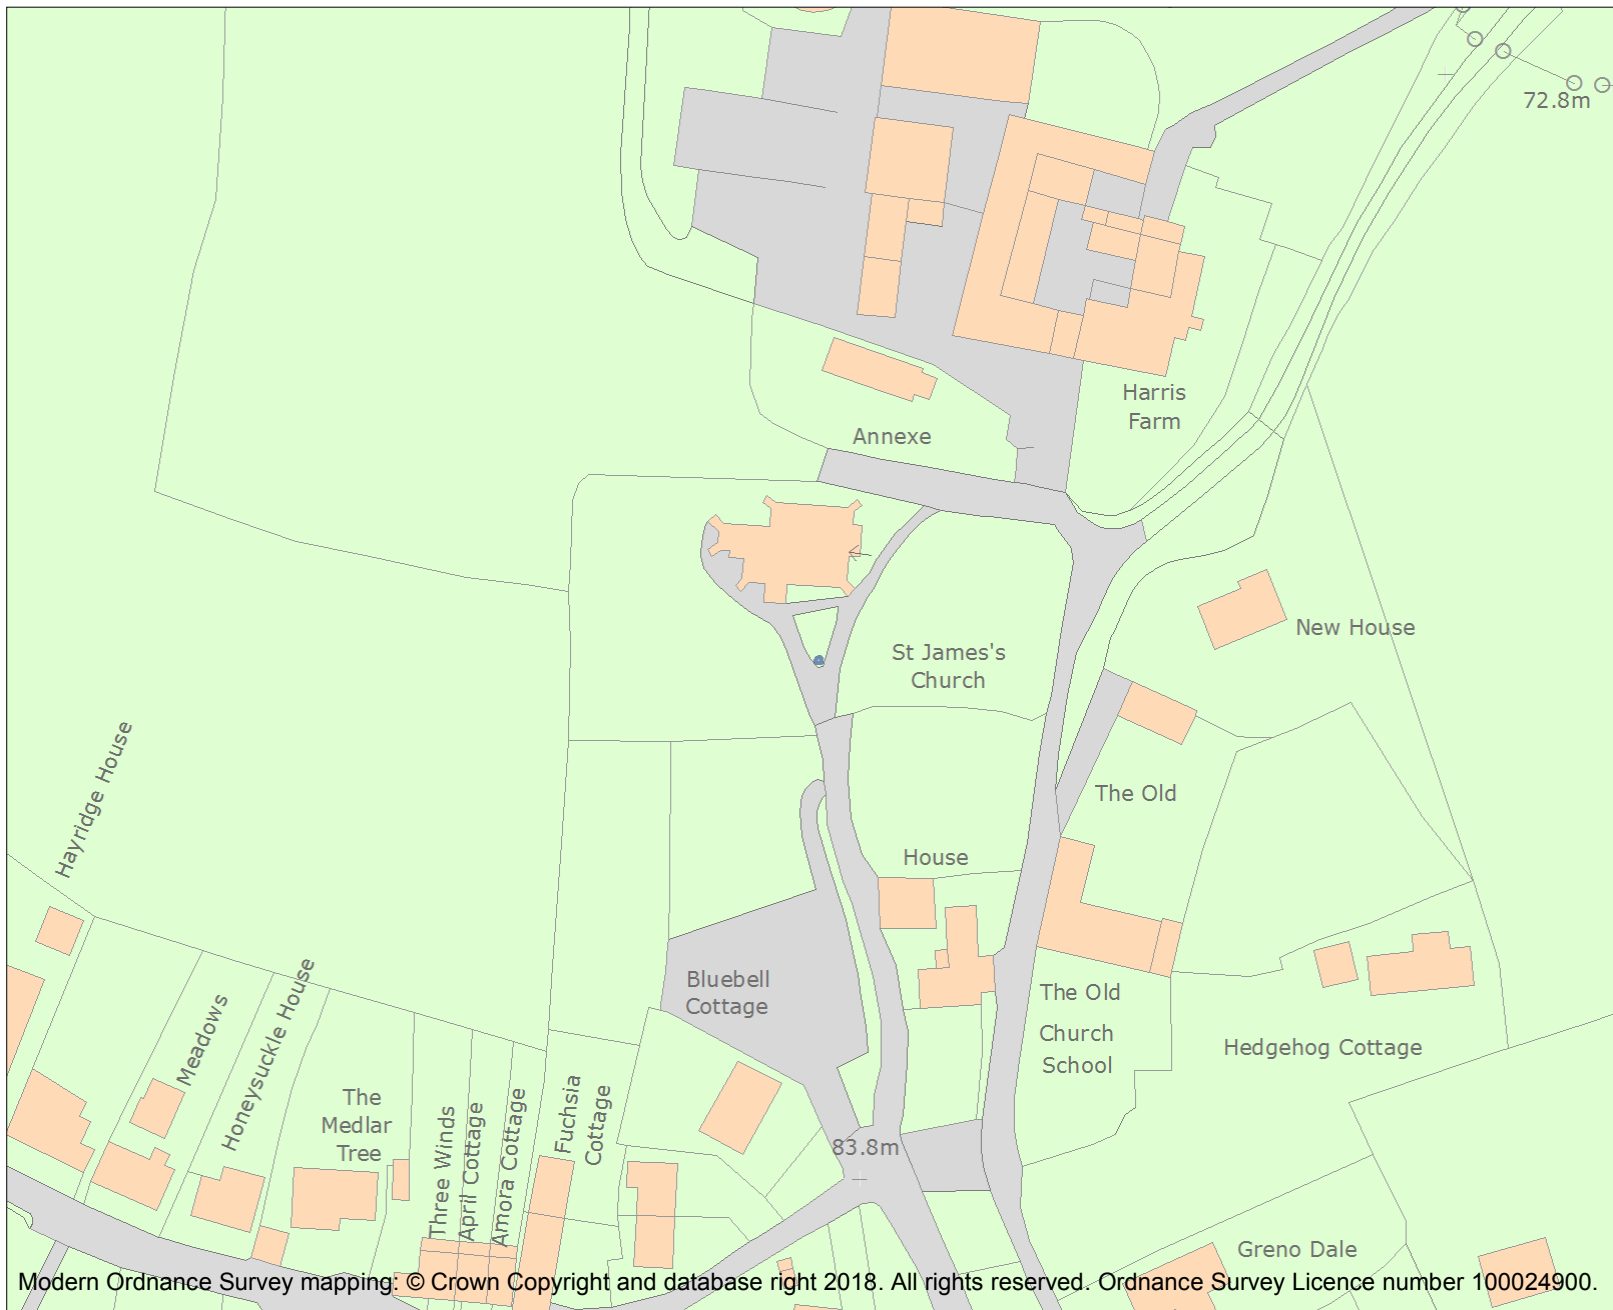 72.8m
Harris
Farm
Annexe
New House
St James's
Church
Hayridge House
The Old
House
Bluebell
Cottage
The Old
Church
School
Hedgehog Cottage
Meadows
Honeysuckle House
The
Medlar
Tree
Three Winds
April Cottage
Amora Cottage
Fuchsia
Cottage
83.8m
Greno Dale
Modern Ordnance Survey mapping: © Crown Copyright and database right 2018. All rights reserved. Ordnance Survey Licence number 100024900.